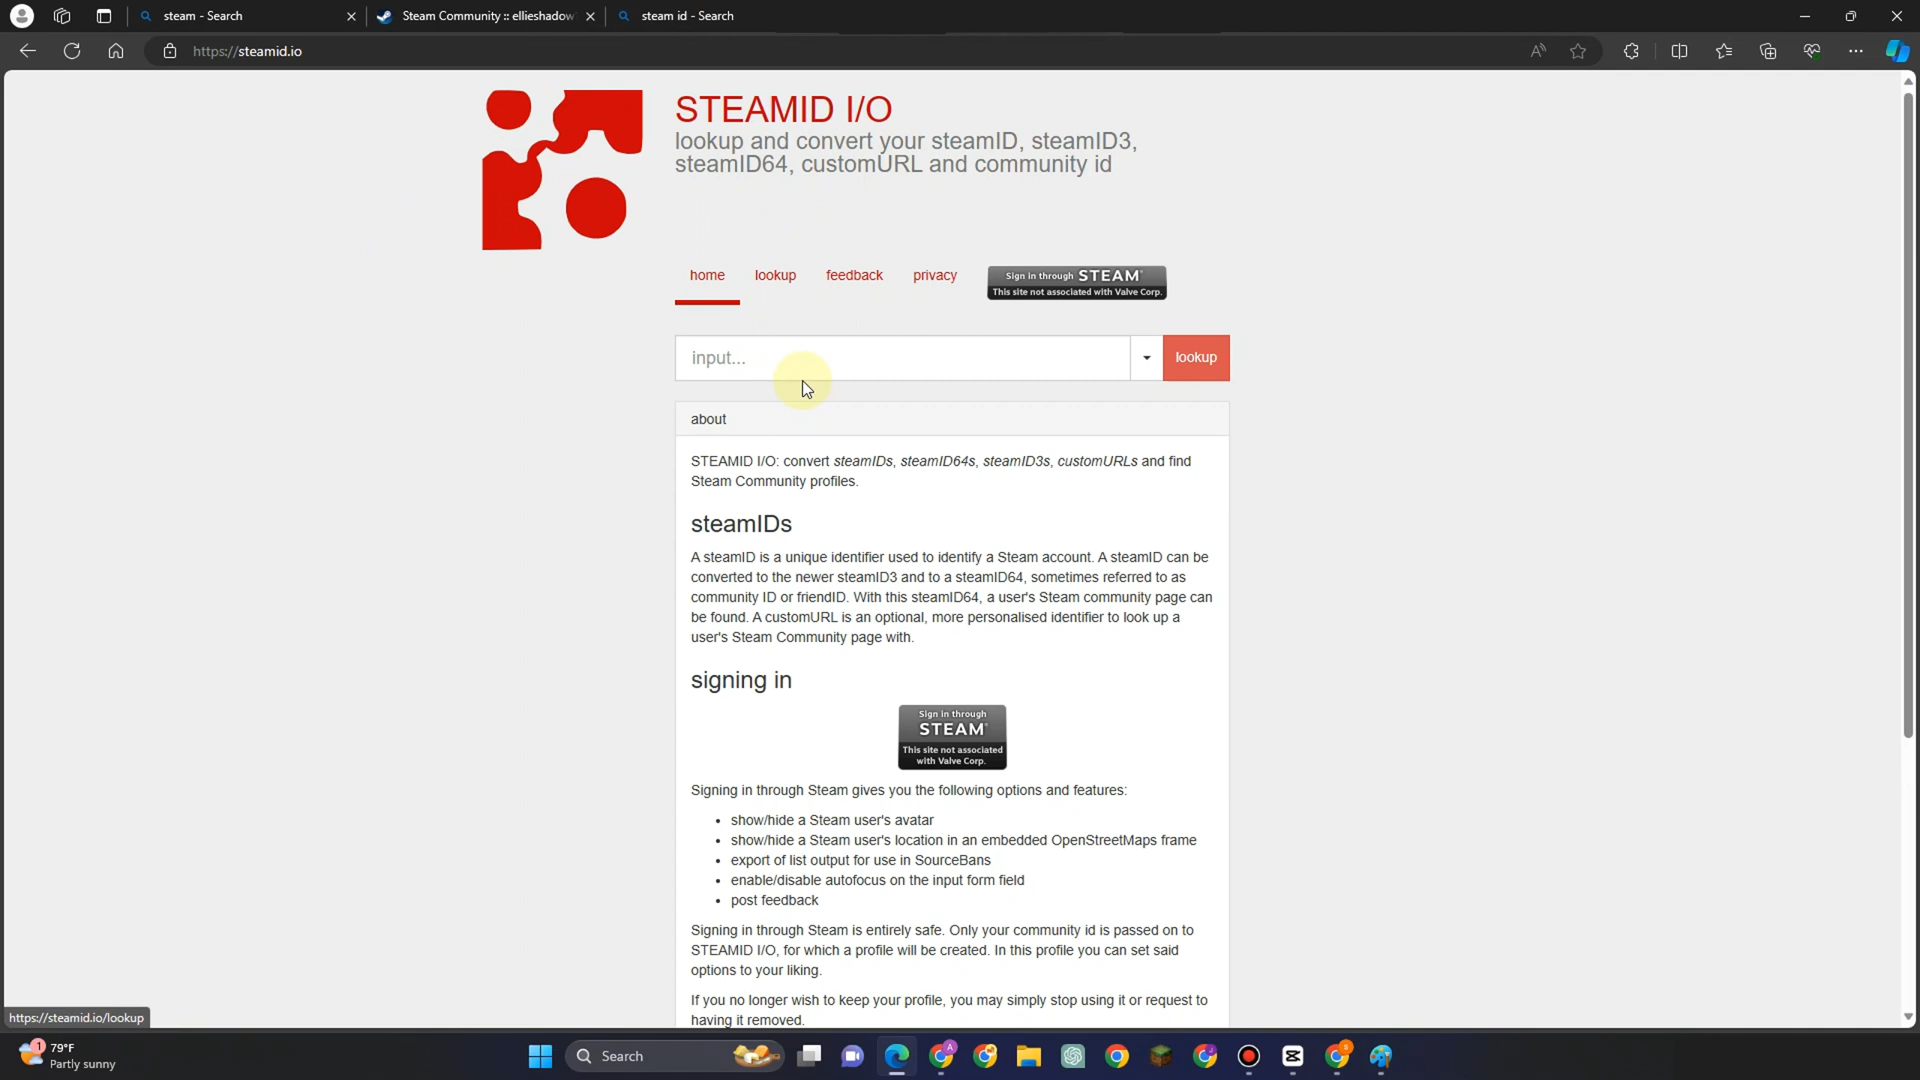 steam - Search
Steam Community :: ellieshadow
steam id - Search
https://steamid.io
STEAMID I/O
lookup and convert your steamID, steamID3,
steamID64, customURL and community id
home lookup feedback privacy
Sign in through STEAM
This site not associated with Valve Corp.
input...
lookup
about
STEAMID I/O: convert steamIDs, steamID64s, steamID3s, customURLs and find
Steam Community profiles.
steamIDs
A steamID is a unique identifier used to identify a Steam account. A steamID can be
converted to the newer steamID3 and to a steamID64, sometimes referred to as
community ID or friendID. With this steamID64, a user's Steam community page can
be found. A customURL is an optional, more personalised identifier to look up a
user's Steam Community page with.
signing in
Sign in through
STEAM
This site not associated
with Valve Corp.
Signing in through Steam gives you the following options and features:
• show/hide a Steam user's avatar
• show/hide a Steam user's location in an embedded OpenStreetMaps frame
• export of list output for use in SourceBans
• enable/disable autofocus on the input form field
• post feedback
Signing in through Steam is entirely safe. Only your community id is passed on to
STEAMID I/O, for which a profile will be created. In this profile you can set said
options to your liking.
If you no longer wish to keep your profile, you may simply stop using it or request to
having it removed.
https://steamid.io/lookup
1
79°F
Partly sunny
Search